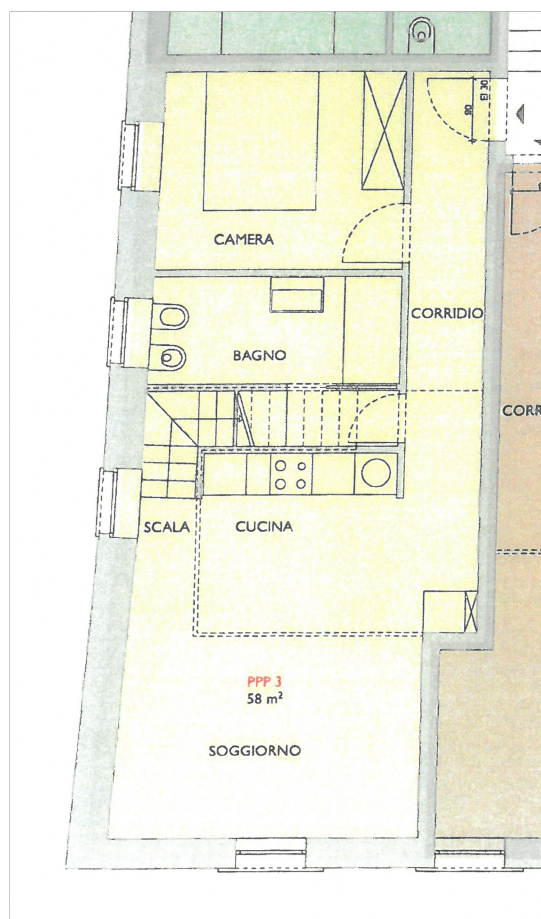 90
EI 30
CAMERA
CORRIDIO
BAGNO
CORR
SCALA
CUCINA
PPP 3
58 m²
SOGGIORNO